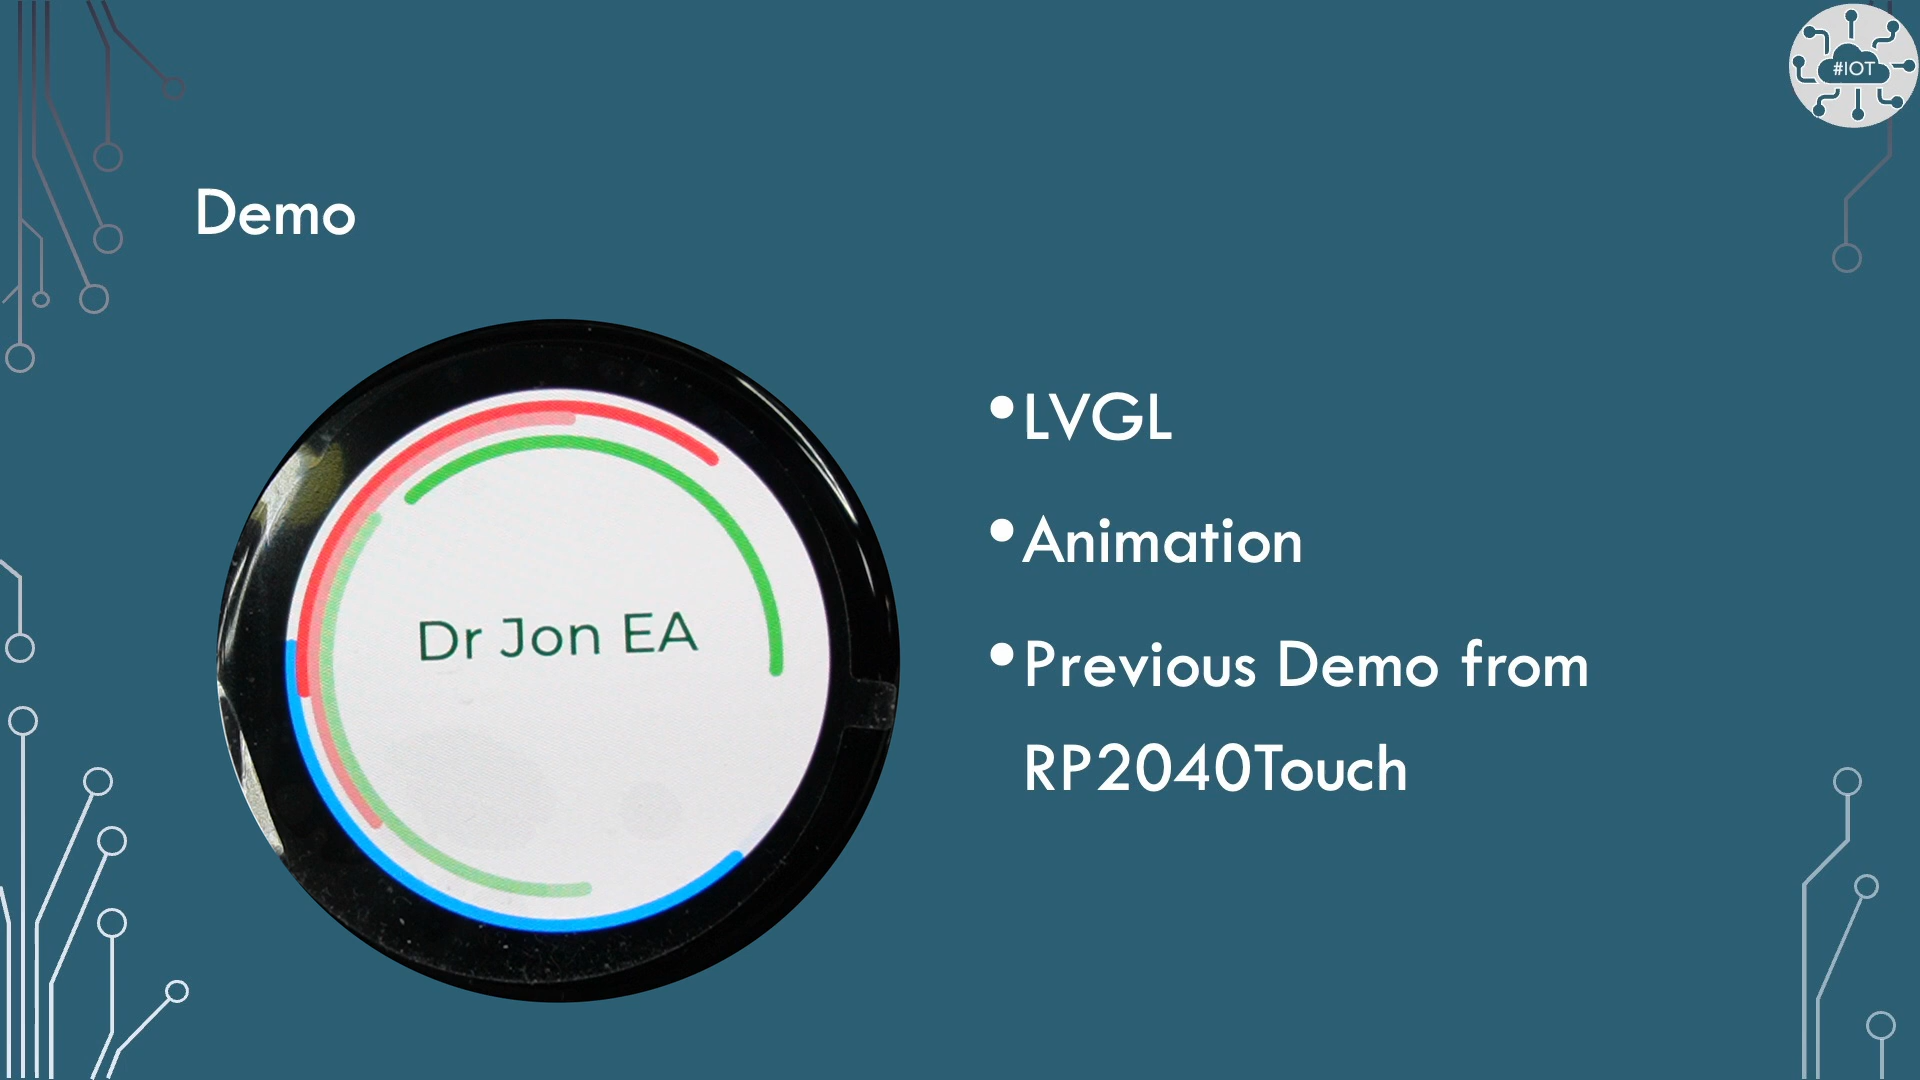 #IOT
Demo
Dr Jon EA
•LVGL
•Animation
•Previous Demo from
RP2040Touch